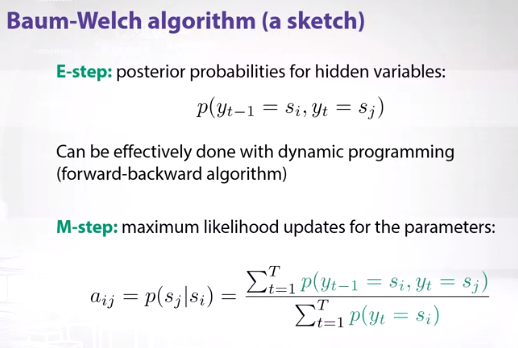 Baum-Welch algorithm (a sketch)
E-step: posterior probabilities for hidden variables:
p(y_{t−1} = s_i, y_t = s_j)
Can be effectively done with dynamic programming
(forward-backward algorithm)
M-step: maximum likelihood updates for the parameters:
a_{ij} = p(s_j|s_i) = \frac{\sum_{t=1}^{T} p(y_{t−1} = s_i, y_t = s_j)}{\sum_{t=1}^{T} p(y_t = s_i)}